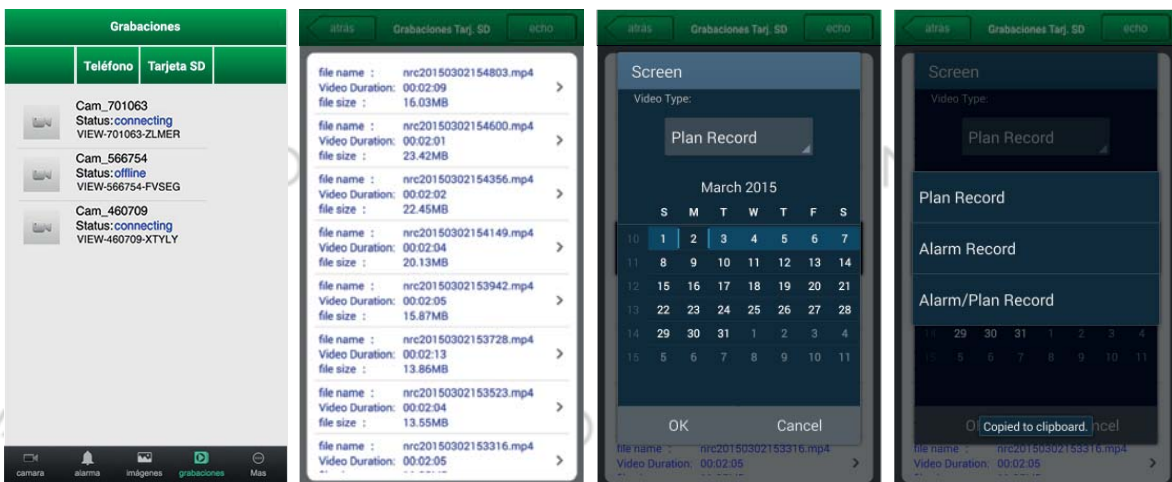 Grabaciones
Teléfono Tarjeta SD
Cam_701063
Status:connecting
VIEW-701063-ZLMER
Cam_566754
Status:offline
VIEW-566754-FVSEG
Cam_460709
Status:connecting
VIEW-460709-XTYLY
camara alarma imágenes grabaciones Mas
atrás Grabaciones Tarj. SD echo
file name : nrc20150302154803.mp4
Video Duration: 00:02:09
file size : 16.03MB
file name : nrc20150302154600.mp4
Video Duration: 00:02:01
file size : 23.42MB
file name : nrc20150302154356.mp4
Video Duration: 00:02:02
file size : 22.45MB
file name : nrc20150302154149.mp4
Video Duration: 00:02:04
file size : 20.13MB
file name : nrc20150302153942.mp4
Video Duration: 00:02:05
file size : 15.87MB
file name : nrc20150302153728.mp4
Video Duration: 00:02:13
file size : 13.86MB
file name : nrc20150302153523.mp4
Video Duration: 00:02:04
file size : 13.55MB
file name : nrc20150302153316.mp4
Video Duration: 00:02:05
atrás Grabaciones Tarj. SD echo
Screen
Video Type:
Plan Record
March 2015
S M T W T F S
10 1 2 3 4 5 6 7
11 8 9 10 11 12 13 14
12 15 16 17 18 19 20 21
13 22 23 24 25 26 27 28
14 29 30 31 1 2 3 4
15 5 6 7 8 9 10 11
OK Cancel
file name : nrc20150302153316.mp4
Video Duration: 00:02:05
atrás Grabaciones Tarj. SD echo
Screen
Video Type:
Plan Record
Plan Record
Alarm Record
Alarm/Plan Record
14 29 30 31 1 2 3 4
15 5 6 7 8 9 10 11
Copied to clipboard.
file name : nrc20150302153316.mp4
Video Duration: 00:02:05